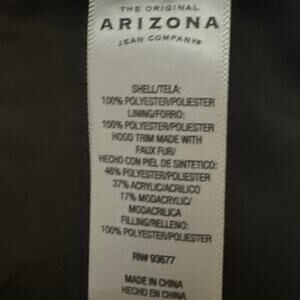 THE ORIGINAL
ARIZONA
JEAN COMPANY®
SHELL/TELA:
100% POLYESTER/POLIESTER
LINING/FORRO:
100% POLYESTER/POLIESTER
HOOD TRIM MADE WITH
FAUX FUR/
HECHO CON PIEL DE SINTETICO:
46% POLYESTER/POLIESTER
37% ACRYLIC/ACRILICO
17% MODACRYLIC/
MODACRILICA
FILLING/RELLENO:
100% POLYESTER/POLIESTER
RN# 93677
MADE IN CHINA
HECHO EN CHINA